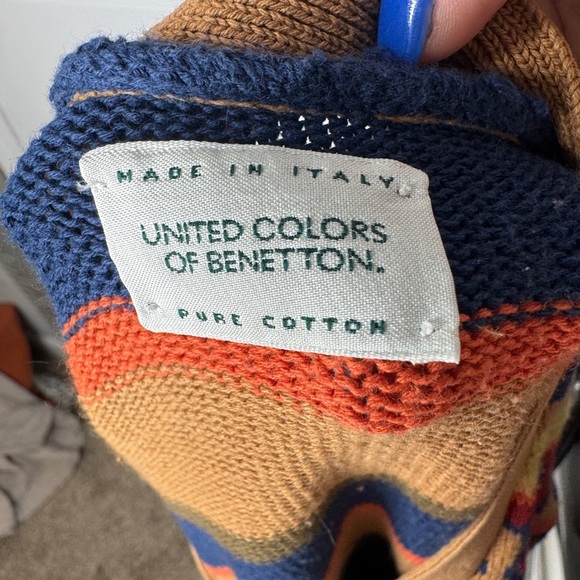 MADE IN ITALY
UNITED COLORS
OF BENETTON.
PURE COTTON